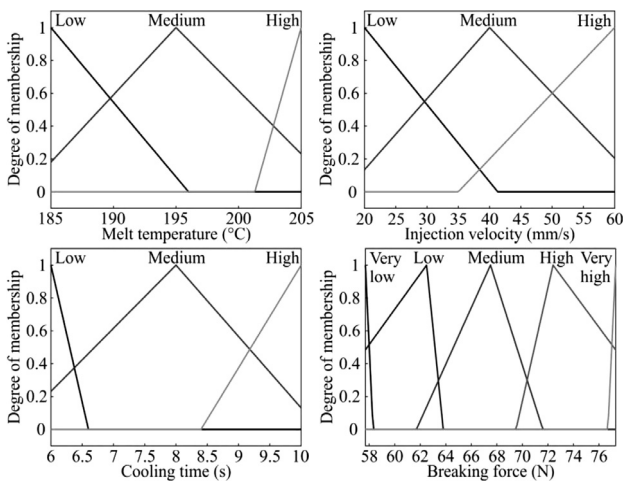 Low Medium High
Degree of membership
1
0.8
0.6
0.4
0.2
0
185 190 195 200 205
Melt temperature (°C)
Low Medium High
Degree of membership
1
0.8
0.6
0.4
0.2
0
20 25 30 35 40 45 50 55 60
Injection velocity (mm/s)
Low Medium High
Degree of membership
1
0.8
0.6
0.4
0.2
0
6 6.5 7 7.5 8 8.5 9 9.5 10
Cooling time (s)
Very Low Medium High Very
low high
Degree of membership
1
0.8
0.6
0.4
0.2
0
58 60 62 64 66 68 70 72 74 76
Breaking force (N)